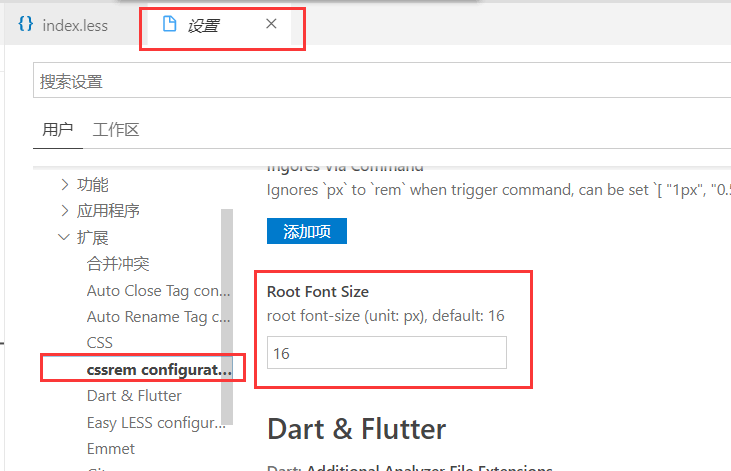 {} index.less
设置
搜索设置
用户
工作区
功能
应用程序
扩展
合并冲突
Auto Close Tag con...
Auto Rename Tag c...
CSS
cssrem configurat...
Dart & Flutter
Easy LESS configur...
Emmet
Ingores Via Command
Ignores `px` to `rem` when trigger command, can be set `[ "1px", "0.5
添加项
Root Font Size
root font-size (unit: px), default: 16
16
Dart & Flutter
Dart: Additional Analyzer File Extensions